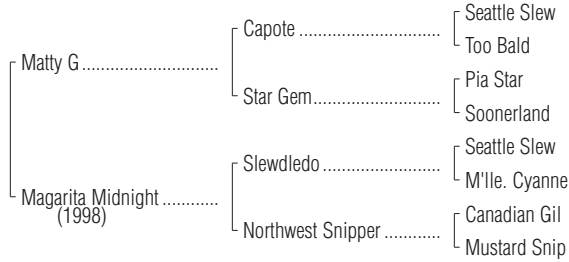 Seattle Slew
Capote ..............................
Too Bald
Matty G .............................
Pia Star
Star Gem...........................
Soonerland
Seattle Slew
Slewdledo .........................
M'lle. Cyanne
Magarita Midnight ............
(1998)
Canadian Gil
Northwest Snipper ............
Mustard Snip